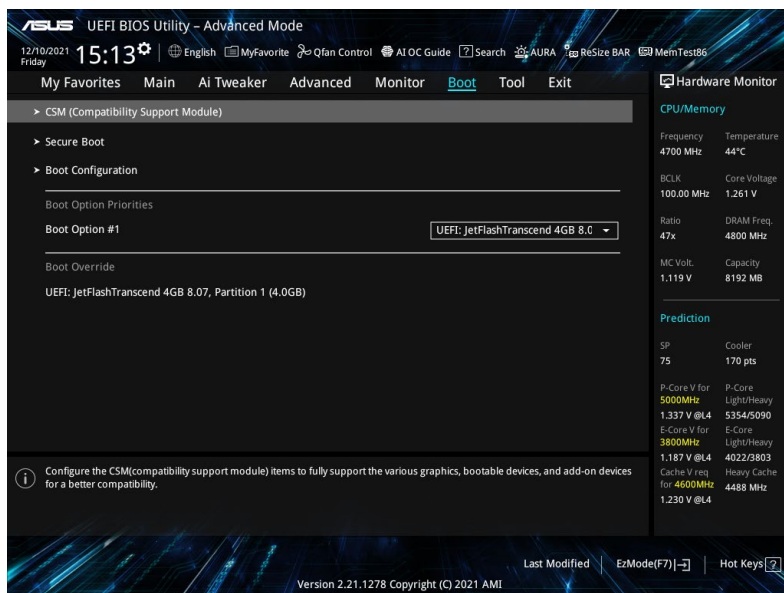 ASUS UEFI BIOS Utility – Advanced Mode
12/10/2021 Friday 15:13 English MyFavorite Qfan Control AI OC Guide ? Search AURA ReSize BAR MemTest86
My Favorites Main Ai Tweaker Advanced Monitor Boot Tool Exit
> CSM (Compatibility Support Module)
> Secure Boot
> Boot Configuration
Boot Option Priorities
Boot Option #1 UEFI: JetFlashTranscend 4GB 8.0
Boot Override
UEFI: JetFlashTranscend 4GB 8.07, Partition 1 (4.0GB)
i Configure the CSM(compatibility support module) items to fully support the various graphics, bootable devices, and add-on devices
for a better compatibility.
Hardware Monitor
CPU/Memory
Frequency Temperature
4700 MHz 44°C
BCLK Core Voltage
100.00 MHz 1.261 V
Ratio DRAM Freq.
47x 4800 MHz
MC Volt. Capacity
1.119 V 8192 MB
Prediction
SP Cooler
75 170 pts
P-Core V for P-Core
5000MHz Light/Heavy
1.337 V @L4 5354/5090
E-Core V for E-Core
3800MHz Light/Heavy
1.187 V @L4 4022/3803
Cache V req Heavy Cache
for 4600MHz 4488 MHz
1.230 V @L4
Last Modified EzMode(F7) Hot Keys ?
Version 2.21.1278 Copyright (C) 2021 AMI